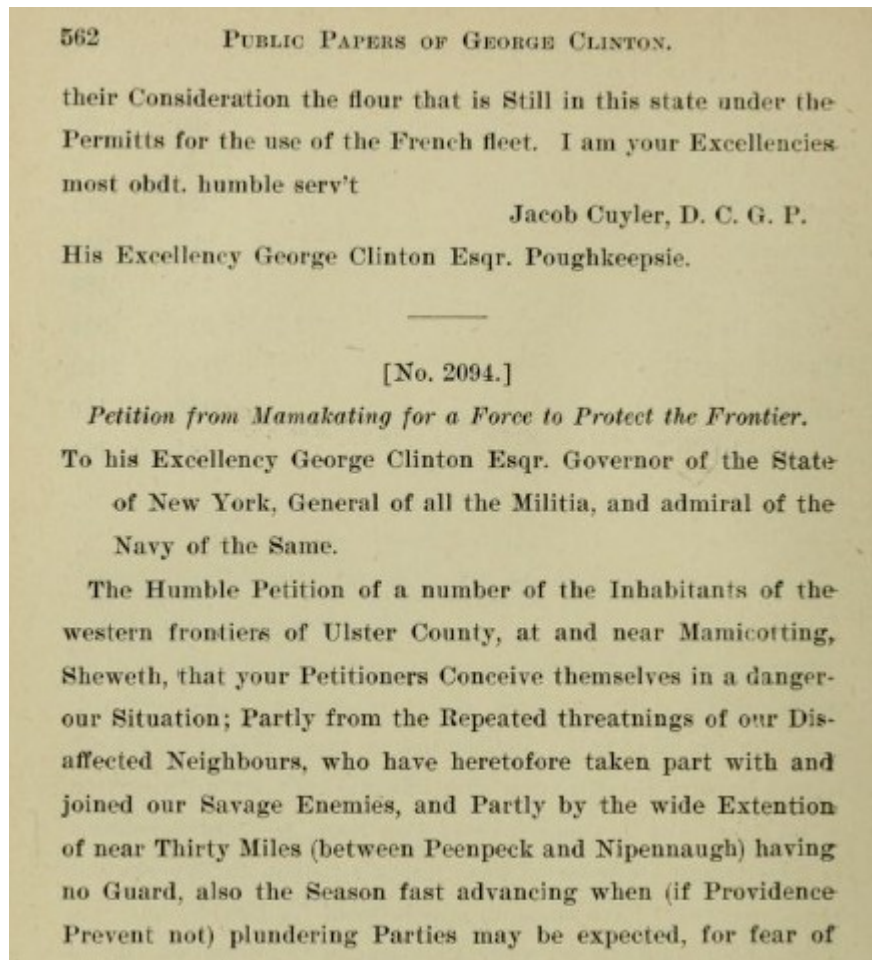 562 PUBLIC PAPERS OF GEORGE CLINTON.
their Consideration the flour that is Still in this state under the
Permitts for the use of the French fleet. I am your Excellencies
most obdt. humble serv't
Jacob Cuyler, D. C. G. P.
His Excellency George Clinton Esqr. Poughkeepsie.
[No. 2094.]
Petition from Mamakating for a Force to Protect the Frontier.
To his Excellency George Clinton Esqr. Governor of the State
of New York, General of all the Militia, and admiral of the
Navy of the Same.
The Humble Petition of a number of the Inhabitants of the
western frontiers of Ulster County, at and near Mamicotting,
Sheweth, that your Petitioners Conceive themselves in a danger-
our Situation; Partly from the Repeated threatnings of our Dis-
affected Neighbours, who have heretofore taken part with and
joined our Savage Enemies, and Partly by the wide Extention
of near Thirty Miles (between Peenpeck and Nipennaugh) having
no Guard, also the Season fast advancing when (if Providence
Prevent not) plundering Parties may be expected, for fear of